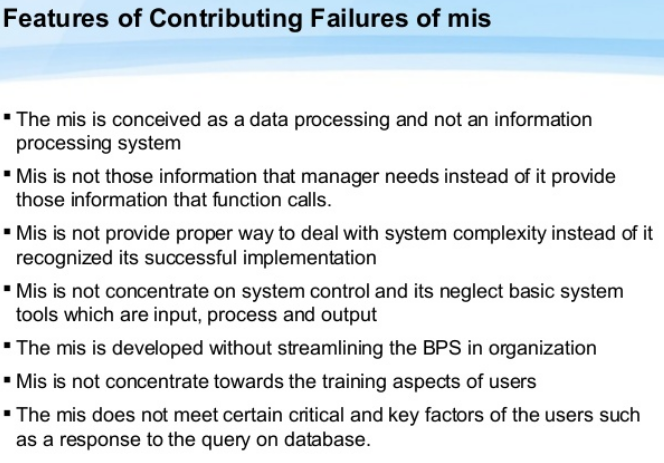 Features of Contributing Failures of mis
▪ The mis is conceived as a data processing and not an information
processing system
▪ Mis is not those information that manager needs instead of it provide
those information that function calls.
▪ Mis is not provide proper way to deal with system complexity instead of it
recognized its successful implementation
▪ Mis is not concentrate on system control and its neglect basic system
tools which are input, process and output
▪ The mis is developed without streamlining the BPS in organization
▪ Mis is not concentrate towards the training aspects of users
▪ The mis does not meet certain critical and key factors of the users such
as a response to the query on database.